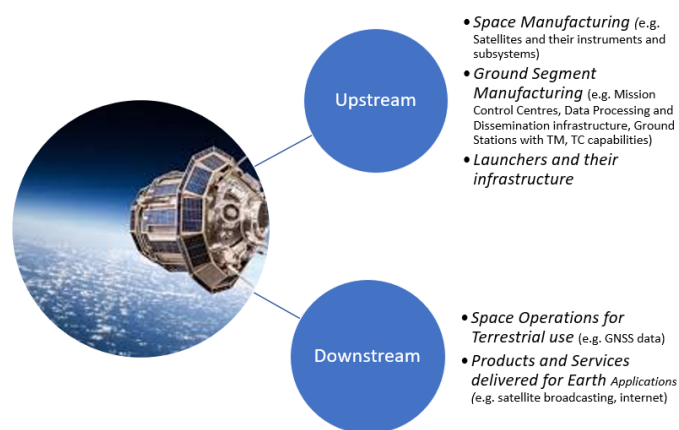 Upstream
• Space Manufacturing (e.g.
Satellites and their instruments and
subsystems)
• Ground Segment
Manufacturing (e.g. Mission
Control Centres, Data Processing and
Dissemination infrastructure, Ground
Stations with TM, TC capabilities)
• Launchers and their
infrastructure
Downstream
• Space Operations for
Terrestrial use (e.g. GNSS data)
• Products and Services
delivered for Earth Applications
(e.g. satellite broadcasting, internet)